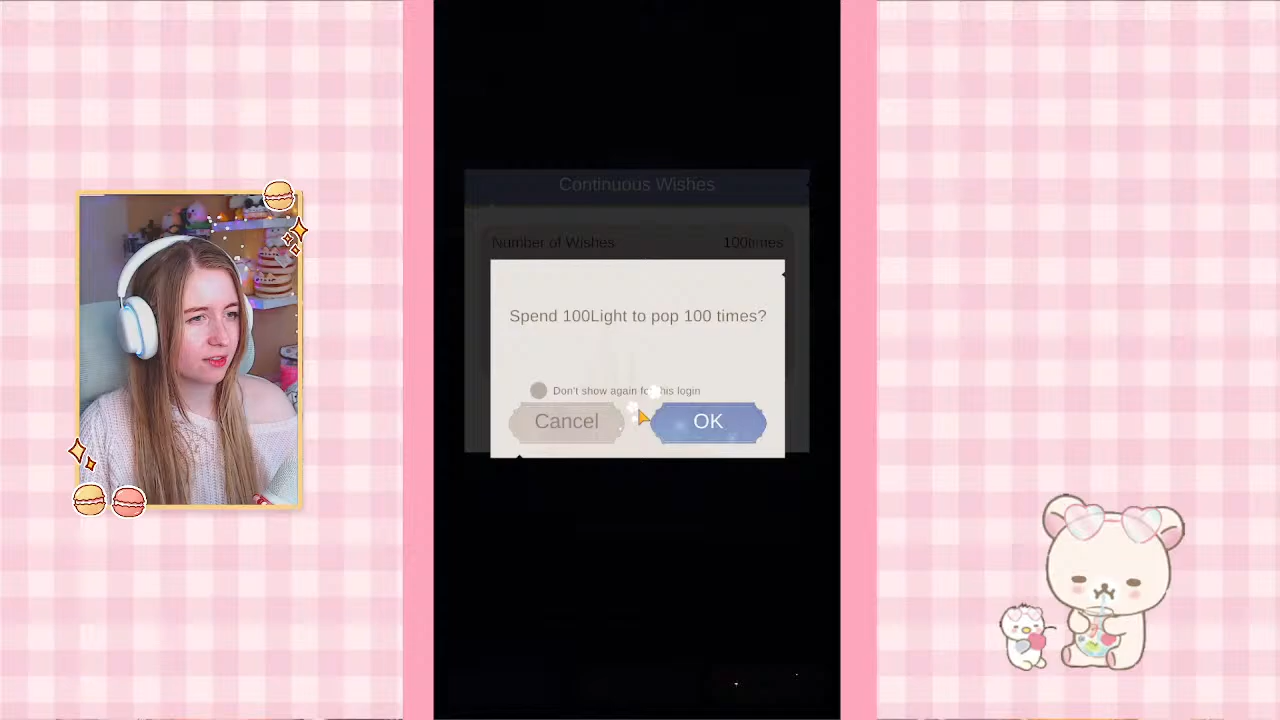 Continuous Wishes
Number of Wishes 100times
Spend 100Light to pop 100 times?
Don't show again for this login
Cancel OK